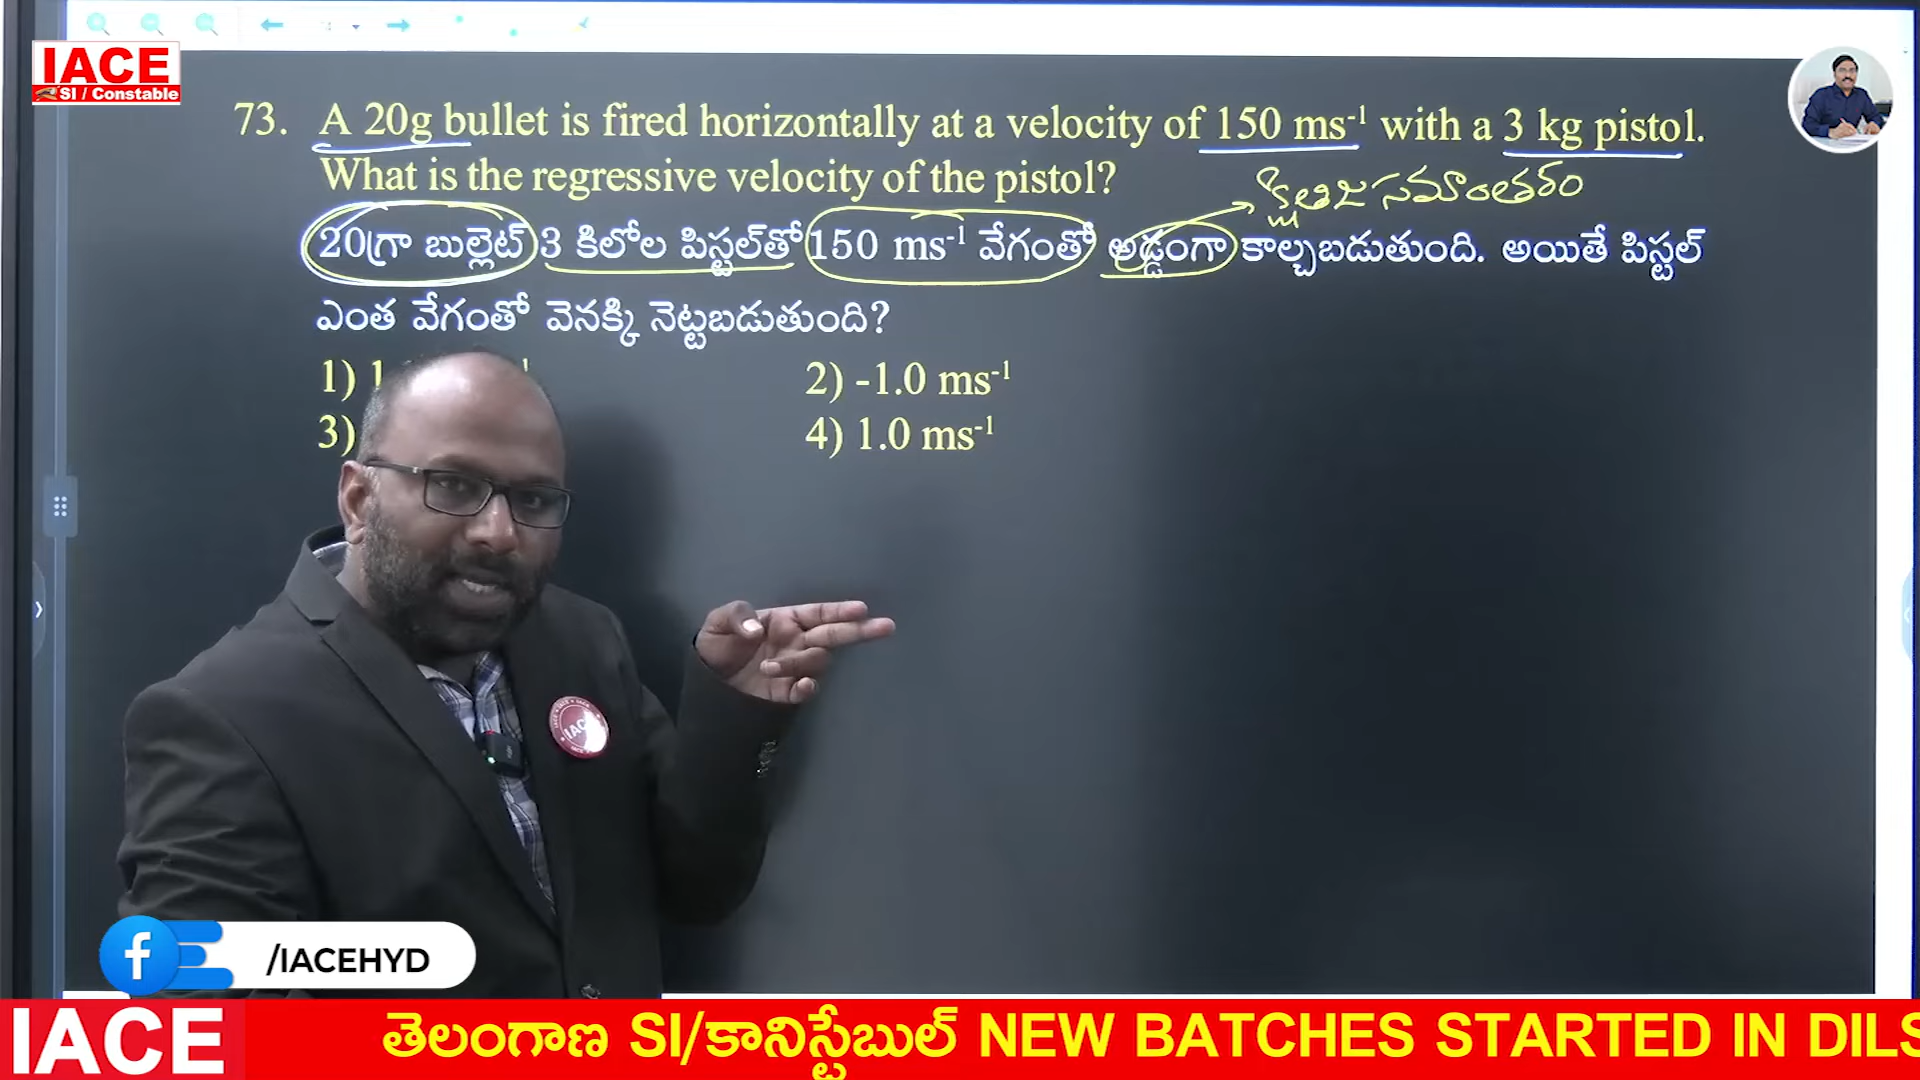 IACE
SI / Constable
73. A 20g bullet is fired horizontally at a velocity of 150 ms⁻¹ with a 3 kg pistol.
What is the regressive velocity of the pistol?
క్షితిజ సమాంతరం
20గ్రా బుల్లెట్ 3 కిలోల పిస్టల్‌తో 150 ms⁻¹ వేగంతో అడ్డంగా కాల్చబడుతుంది. అయితే పిస్టల్
ఎంత వేగంతో వెనక్కి నెట్టబడుతుంది?
1) 1
2) -1.0 ms⁻¹
3)
4) 1.0 ms⁻¹
IACE
/IACEHYD
IACE
తెలంగాణ SI/కానిస్టేబుల్ NEW BATCHES STARTED IN DILS